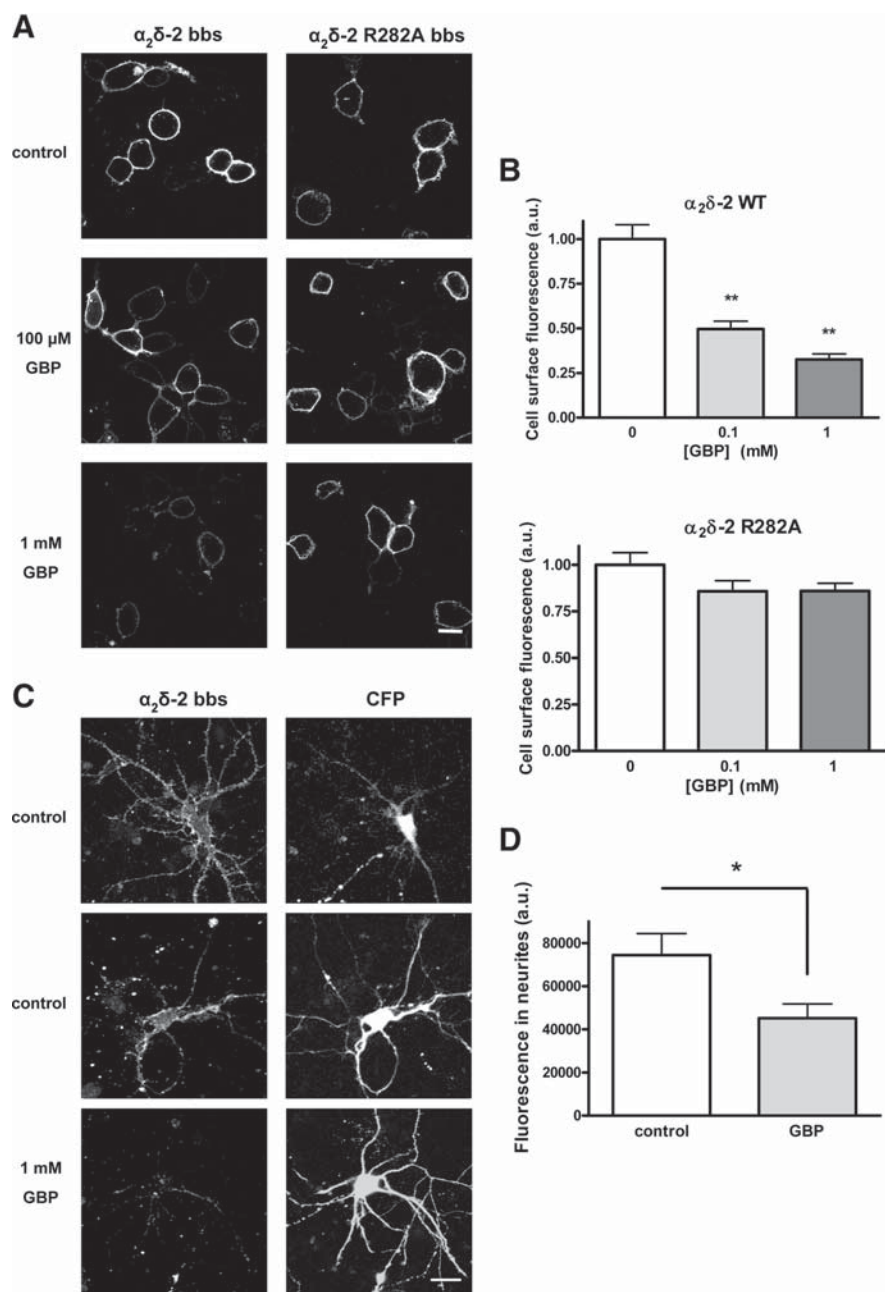 A
α2δ-2 bbs
α2δ-2 R282A bbs
control
100 µM
GBP
1 mM
GBP
B
α2δ-2 WT
Cell surface fluorescence (a.u.)
1.00
0.75
0.50
0.25
0.00
**
**
0
0.1
1
[GBP] (mM)
α2δ-2 R282A
Cell surface fluorescence (a.u.)
1.00
0.75
0.50
0.25
0.00
0
0.1
1
[GBP] (mM)
C
α2δ-2 bbs
CFP
control
control
1 mM
GBP
D
*
Fluorescence in neurites (a.u.)
80000
60000
40000
20000
0
control
GBP